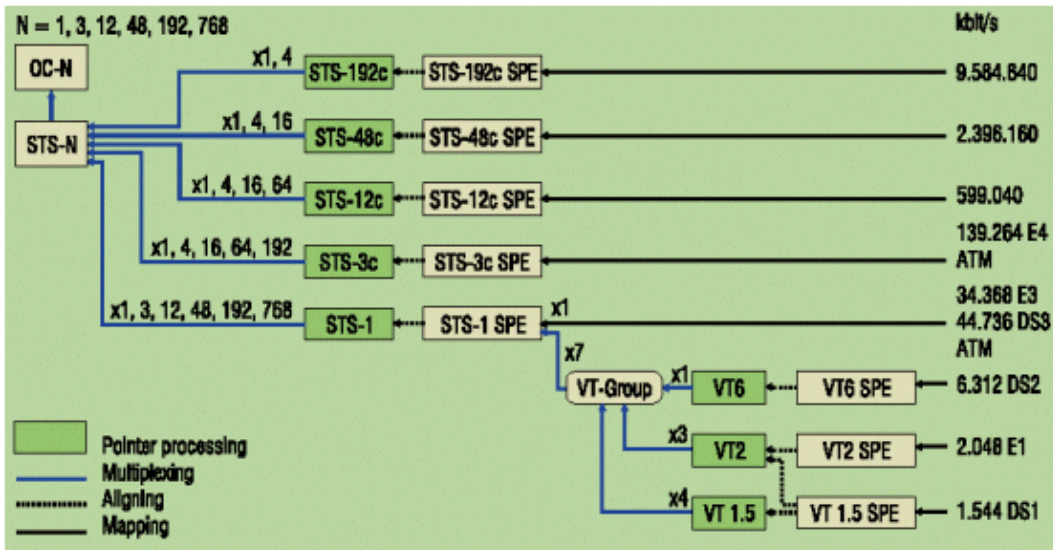 N = 1, 3, 12, 48, 192, 768
kbit/s
OC-N
x1, 4
STS-192c
STS-192c SPE
9.584.640
STS-N
x1, 4, 16
STS-48c
STS-48c SPE
2.396.160
x1, 4, 16, 64
STS-12c
STS-12c SPE
599.040
x1, 4, 16, 64, 192
STS-3c
STS-3c SPE
139.264 E4
ATM
x1, 3, 12, 48, 192, 768
STS-1
STS-1 SPE
x1
34.368 E3
44.736 DS3
ATM
x7
VT-Group
x1
VT6
VT6 SPE
6.312 DS2
x3
VT2
VT2 SPE
2.048 E1
x4
VT 1.5
VT 1.5 SPE
1.544 DS1
Pointer processing
Multiplexing
Aligning
Mapping